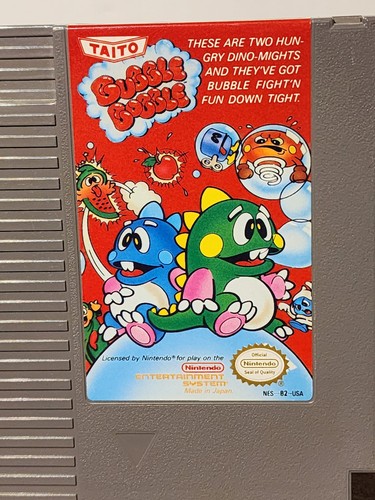 TAITO
BUBBLE
BOBBLE
THESE ARE TWO HUN-
GRY DINO-MIGHTS
AND THEY'VE GOT
BUBBLE FIGHT'N
FUN DOWN TIGHT.
Licensed by Nintendo® for play on the
Nintendo
ENTERTAINMENT
SYSTEM®
Made in Japan
Official
Nintendo
Seal of Quality
NES-B2-USA